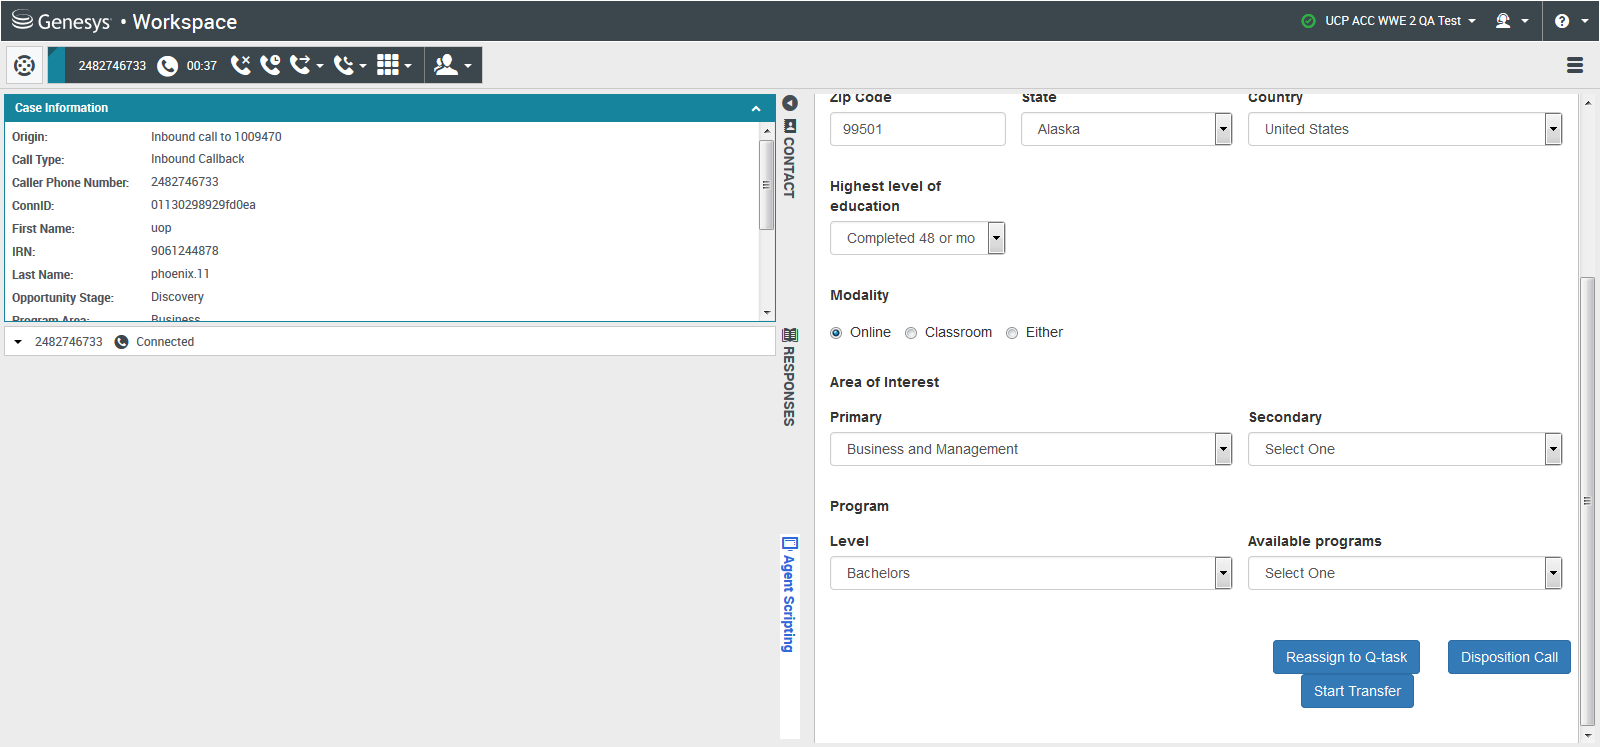 Genesys • Workspace
UCP ACC WWE 2 QA Test
2482746733 00:37
Case Information
Origin: Inbound call to 1009470
Call Type: Inbound Callback
Caller Phone Number: 2482746733
ConnID: 01130298929fd0ea
First Name: uop
IRN: 9061244878
Last Name: phoenix.11
Opportunity Stage: Discovery
Program Area: Business
2482746733 Connected
CONTACT
RESPONSES
Agent Scripting
Zip Code State Country
99501 Alaska United States
Highest level of
education
Completed 48 or mo
Modality
Online Classroom Either
Area of Interest
Primary Secondary
Business and Management Select One
Program
Level Available programs
Bachelors Select One
Reassign to Q-task Disposition Call
Start Transfer